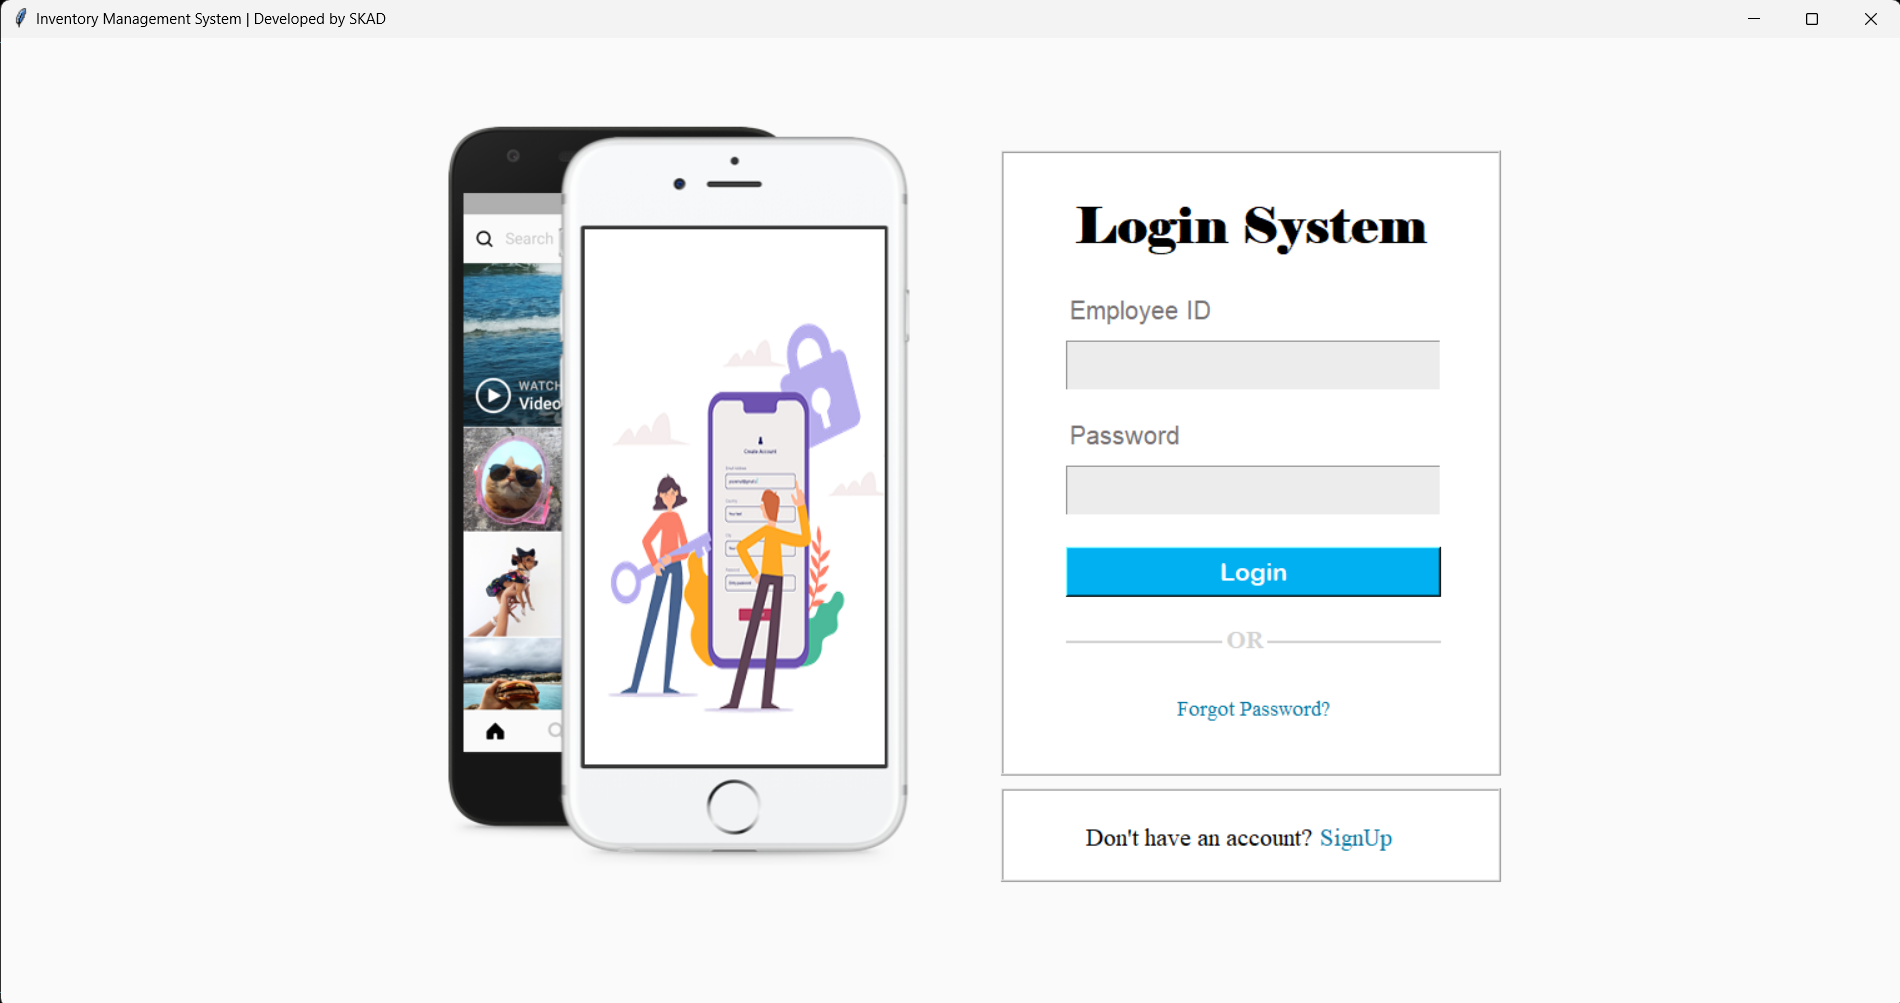 Inventory Management System | Developed by SKAD
Search
WATCH
Video
Create Account
Login System
Employee ID
Password
Login
OR
Forgot Password?
Don't have an account? SignUp